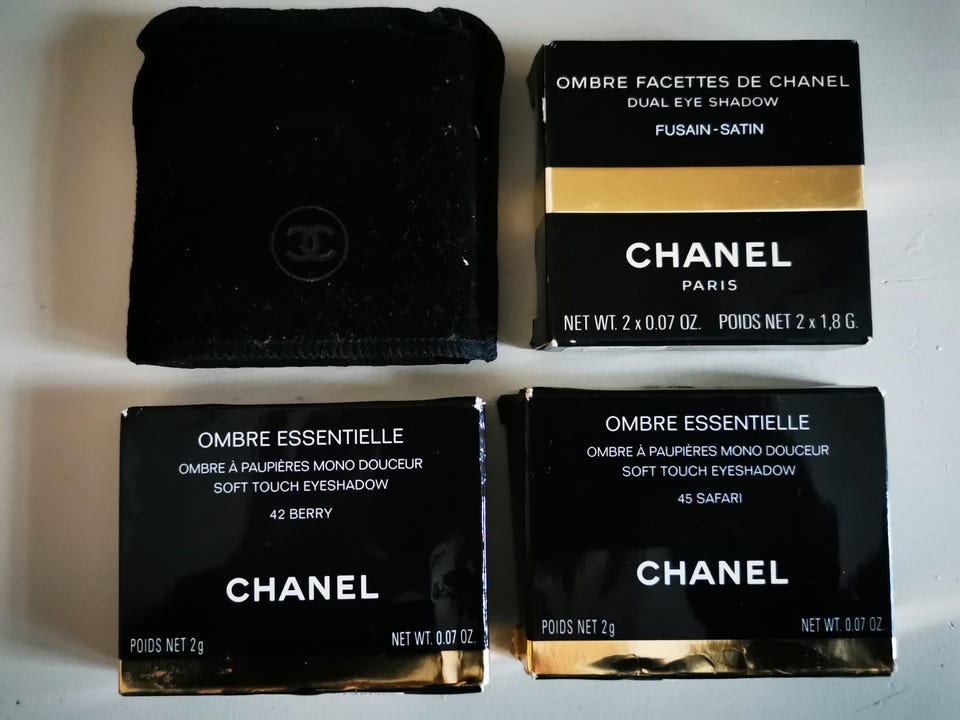 OMBRE FACETTES DE CHANEL
DUAL EYE SHADOW
FUSAIN-SATIN
CHANEL
PARIS
NET WT. 2 x 0.07 OZ. POIDS NET 2 x 1,8 G.
OMBRE ESSENTIELLE
OMBRE À PAUPIÈRES MONO DOUCEUR
SOFT TOUCH EYESHADOW
42 BERRY
CHANEL
POIDS NET 2g NET WT. 0.07 OZ.
OMBRE ESSENTIELLE
OMBRE À PAUPIÈRES MONO DOUCEUR
SOFT TOUCH EYESHADOW
45 SAFARI
CHANEL
POIDS NET 2g NET WT. 0.07 OZ.